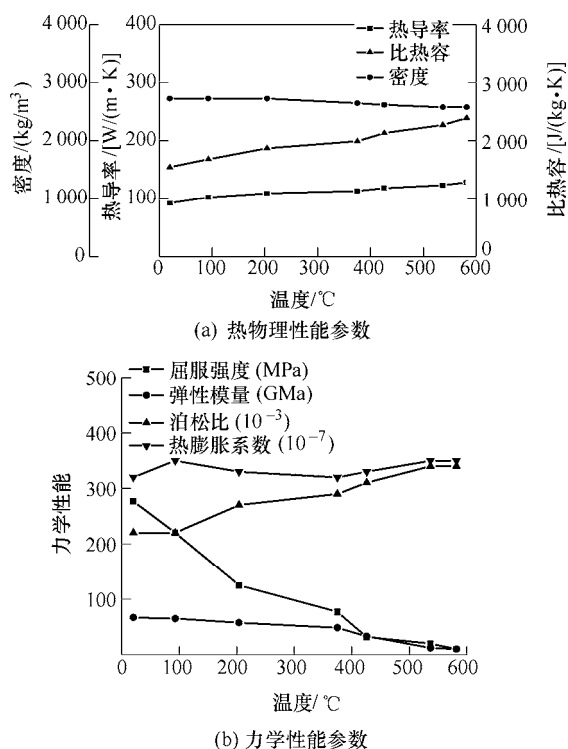 密度/(kg/m³)
4 000
3 000
2 000
1 000
0
热导率/[W/(m·K)]
400
300
200
100
热导率
比热容
密度
比热容/[J/(kg·K)]
4 000
3 000
2 000
1 000
0
0 100 200 300 400 500 600
温度/℃
(a) 热物理性能参数
力学性能
500
400
300
200
100
屈服强度 (MPa)
弹性模量 (GMa)
泊松比 (10⁻³)
热膨胀系数 (10⁻⁷)
0 100 200 300 400 500 600
温度/℃
(b) 力学性能参数